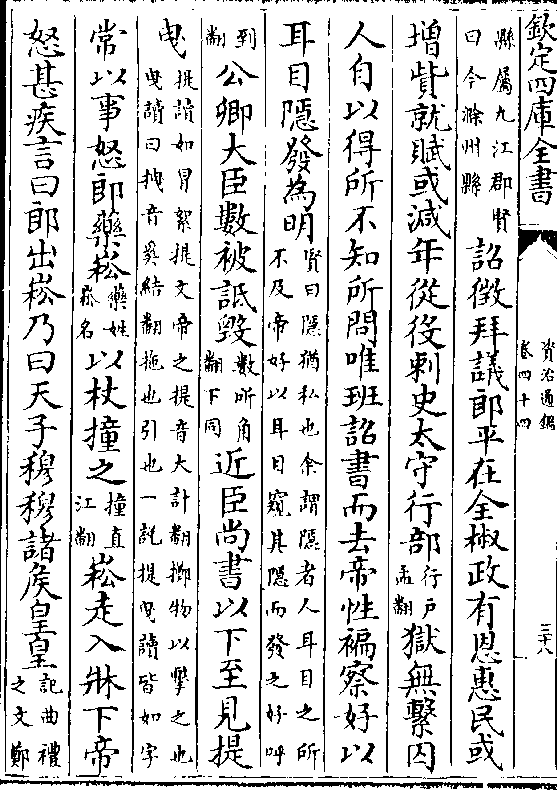 欽定四庫全書
資治通鑑
卷四十四
三十八
縣屬九江郡賢
曰今滁州縣
詔徵拜議郎平在全椒政有恩惠民或
増貲就賦或減年從役刺史太守行部
行戶
孟翻
獄無繫囚
人自以得所不知所問唯班詔書而去帝性褊察好以
耳目隱發為明
賢曰隱猶私也余謂隱者人耳目之所
不及帝好以耳目窺其隱而發之好呼
到
翻
公卿大臣數被詆毀
數所角
翻下同
近臣尚書以下至見提
曳
提讀如冒絮提文帝之提音大計翻擲物以擊之也
曳讀曰拽音奚結翻拖也引也一說提曳讀皆如字
常以事怒郎藥崧
藥姓
崧名
以杖撞之
撞直
江翻
崧走入牀下帝
怒甚疾言曰郎出崧乃曰天子穆穆諸矦皇皇
記曲禮
之文鄭